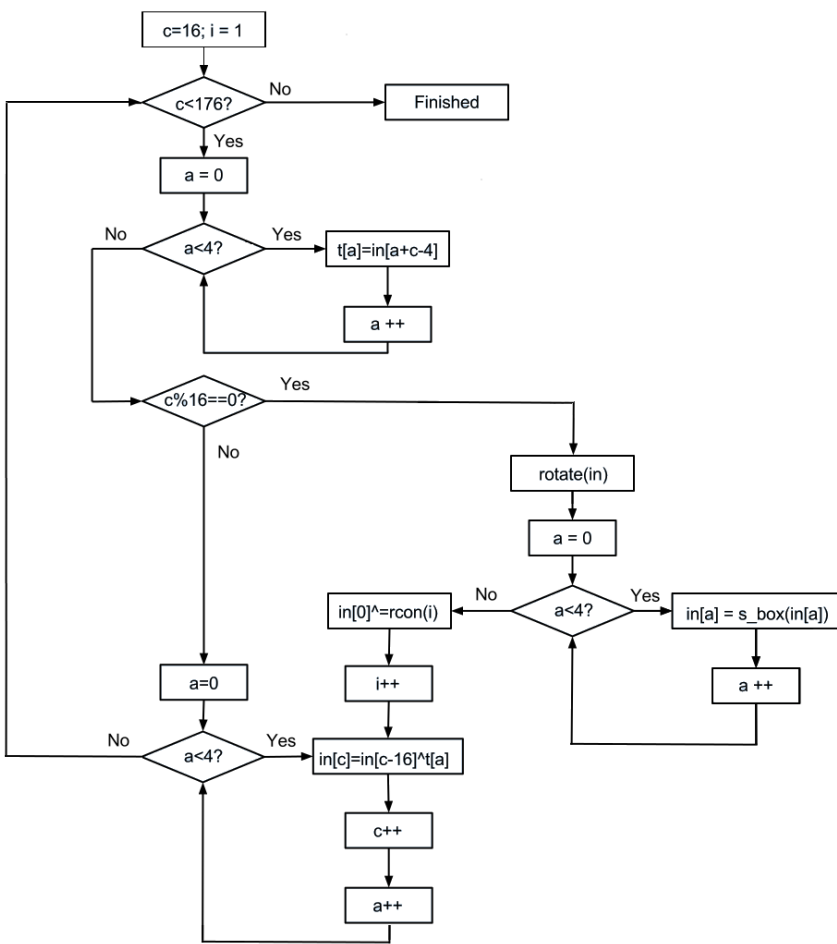 c=16; i = 1
c<176?
No
Finished
Yes
a = 0
No
a<4?
Yes
t[a]=in[a+c-4]
a ++
c%16==0?
Yes
No
rotate(in)
a = 0
in[0]^=rcon(i)
No
a<4?
Yes
in[a] = s_box(in[a])
a=0
i++
a ++
No
a<4?
Yes
in[c]=in[c-16]^t[a]
c++
a++